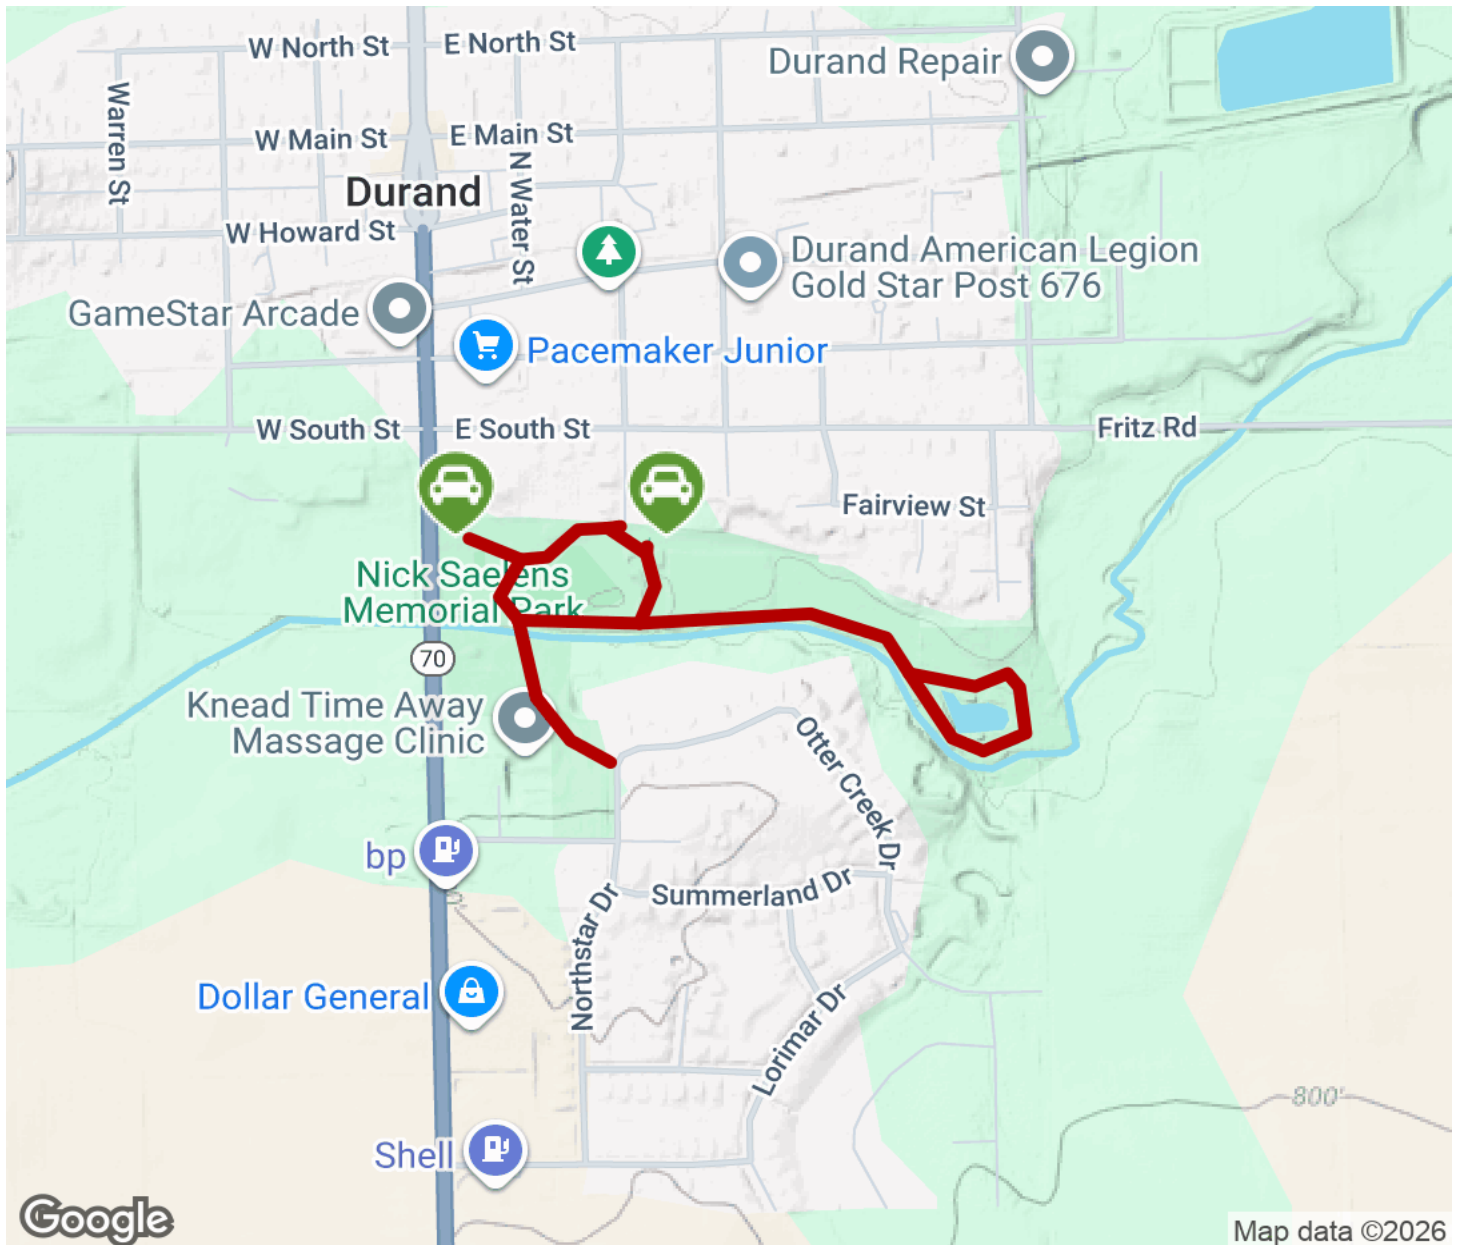 W North St
E North St
Durand Repair
Warren St
W Main St
E Main St
N Water St
Durand
W Howard St
Durand American Legion
Gold Star Post 676
GameStar Arcade
Pacemaker Junior
W South St
E South St
Fritz Rd
Fairview St
Nick Saelens
Memorial Park
70
Knead Time Away
Massage Clinic
Otter Creek Dr
bp
Summerland Dr
Northstar Dr
Dollar General
Lorimar Dr
800'
Shell
Google
Map data ©2026